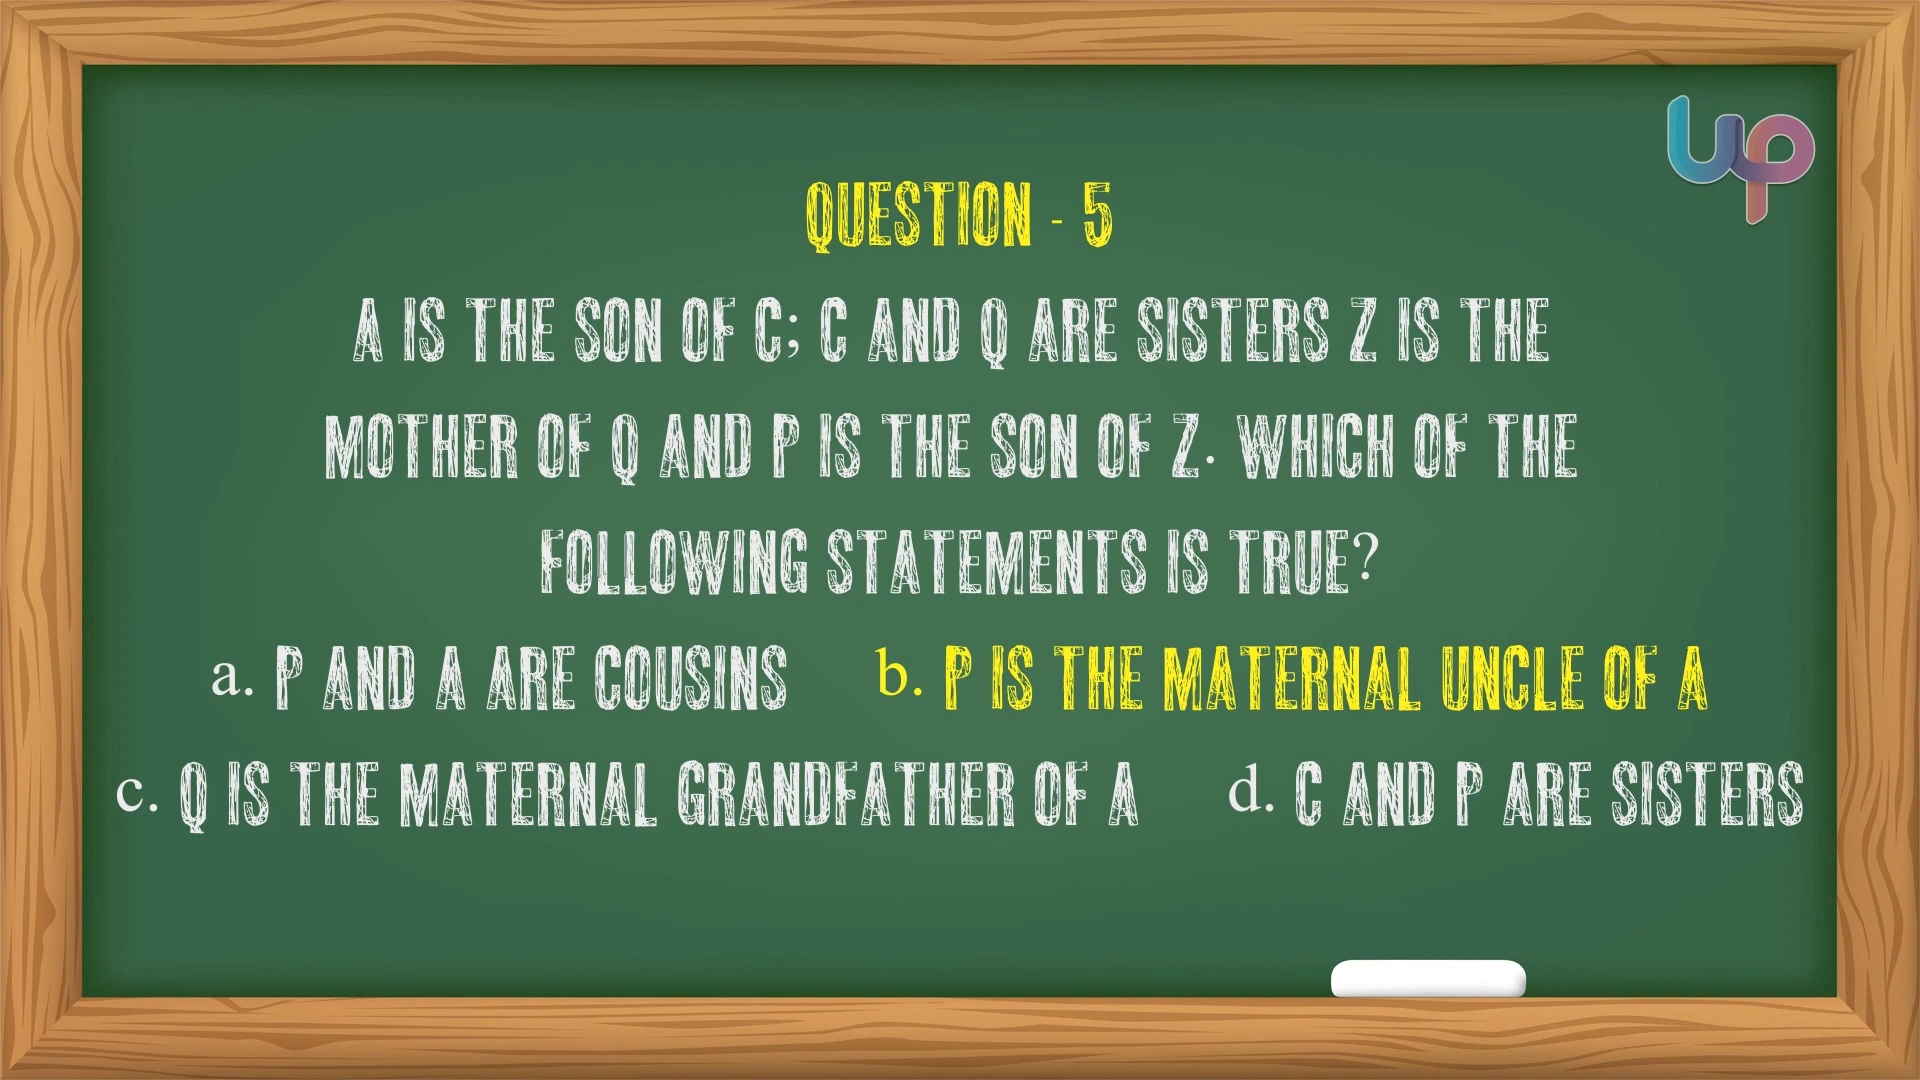 QUESTION - 5
A IS THE SON OF C; C AND Q ARE SISTERS Z IS THE
MOTHER OF Q AND P IS THE SON OF Z. WHICH OF THE
FOLLOWING STATEMENTS IS TRUE?
a. P AND A ARE COUSINS b. P IS THE MATERNAL UNCLE OF A
c. Q IS THE MATERNAL GRANDFATHER OF A d. C AND P ARE SISTERS
up